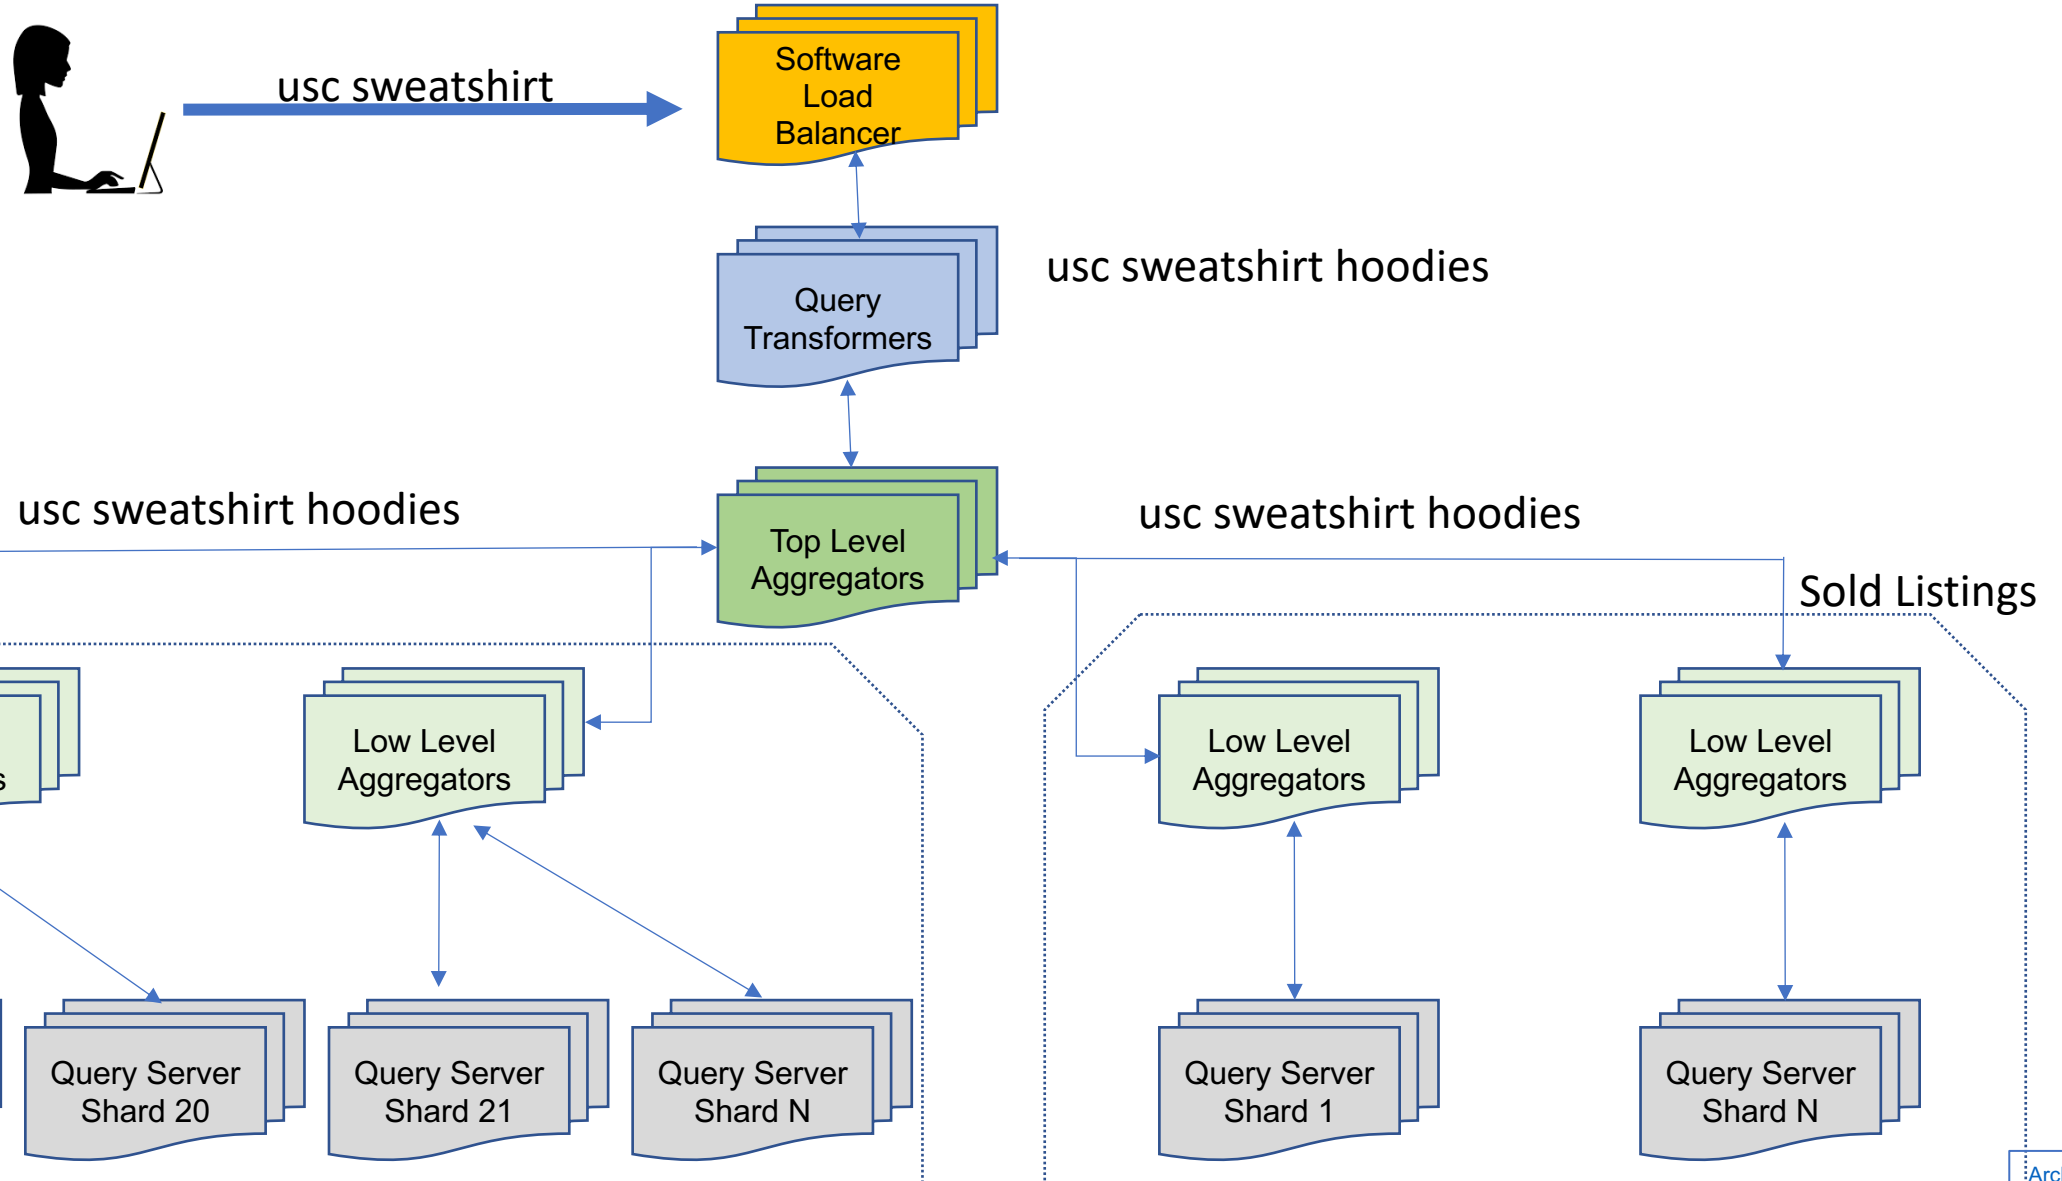 usc sweatshirt
Software
Load
Balancer
usc sweatshirt hoodies
Query
Transformers
usc sweatshirt hoodies
Top Level
Aggregators
usc sweatshirt hoodies
Sold Listings
Low Level
Aggregators
Low Level
Aggregators
Low Level
Aggregators
Query Server
Shard 20
Query Server
Shard 21
Query Server
Shard N
Query Server
Shard 1
Query Server
Shard N